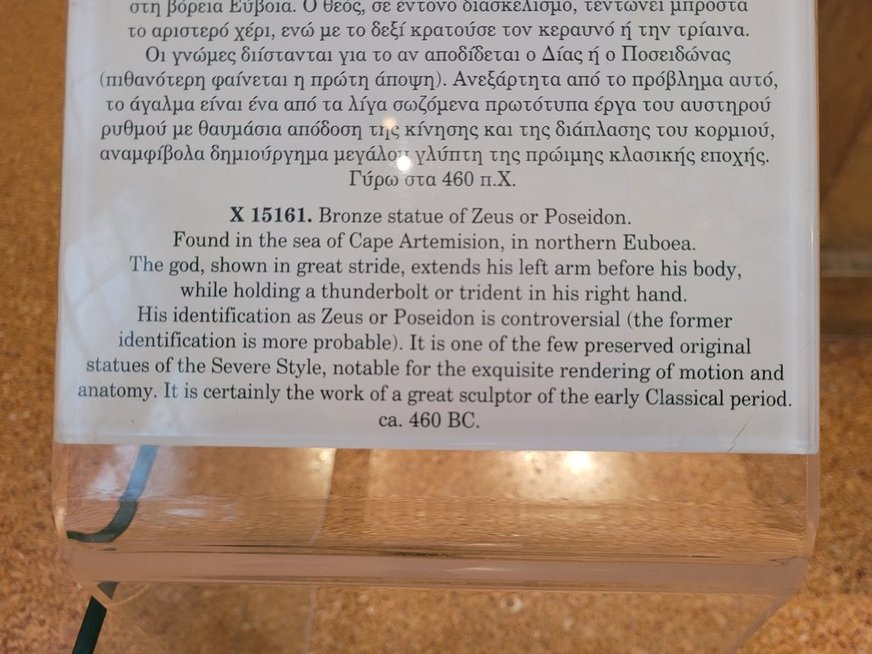 στη βόρεια Εύβοια. Ο θεός, σε έντονο διασκελισμό, τεντώνει μπροστά
το αριστερό χέρι, ενώ με το δεξί κρατούσε τον κεραυνό ή την τρίαινα.
Οι γνώμες διίστανται για το αν αποδίδεται ο Δίας ή ο Ποσειδώνας
(πιθανότερη φαίνεται η πρώτη άποψη). Ανεξάρτητα από το πρόβλημα αυτό,
το άγαλμα είναι ένα από τα λίγα σωζόμενα πρωτότυπα έργα του αυστηρού
ρυθμού με θαυμάσια απόδοση της κίνησης και της διάπλασης του κορμιού,
αναμφίβολα δημιούργημα μεγάλου γλύπτη της πρώιμης κλασικής εποχής.
Γύρω στα 460 π.Χ.
X 15161. Bronze statue of Zeus or Poseidon.
Found in the sea of Cape Artemision, in northern Euboea.
The god, shown in great stride, extends his left arm before his body,
while holding a thunderbolt or trident in his right hand.
His identification as Zeus or Poseidon is controversial (the former
identification is more probable). It is one of the few preserved original
statues of the Severe Style, notable for the exquisite rendering of motion and
anatomy. It is certainly the work of a great sculptor of the early Classical period.
ca. 460 BC.